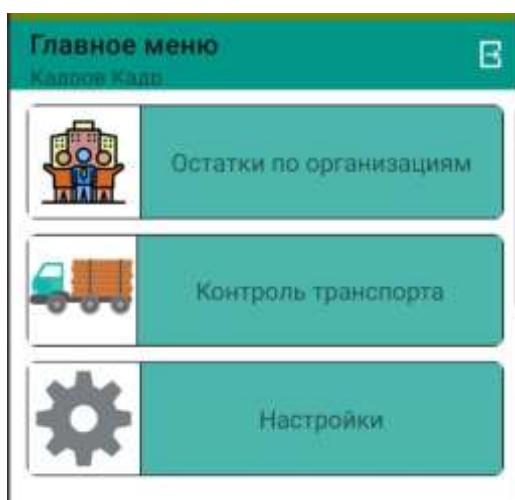 Главное меню
Кадров Кадр
Остатки по организациям
Контроль транспорта
Настройки